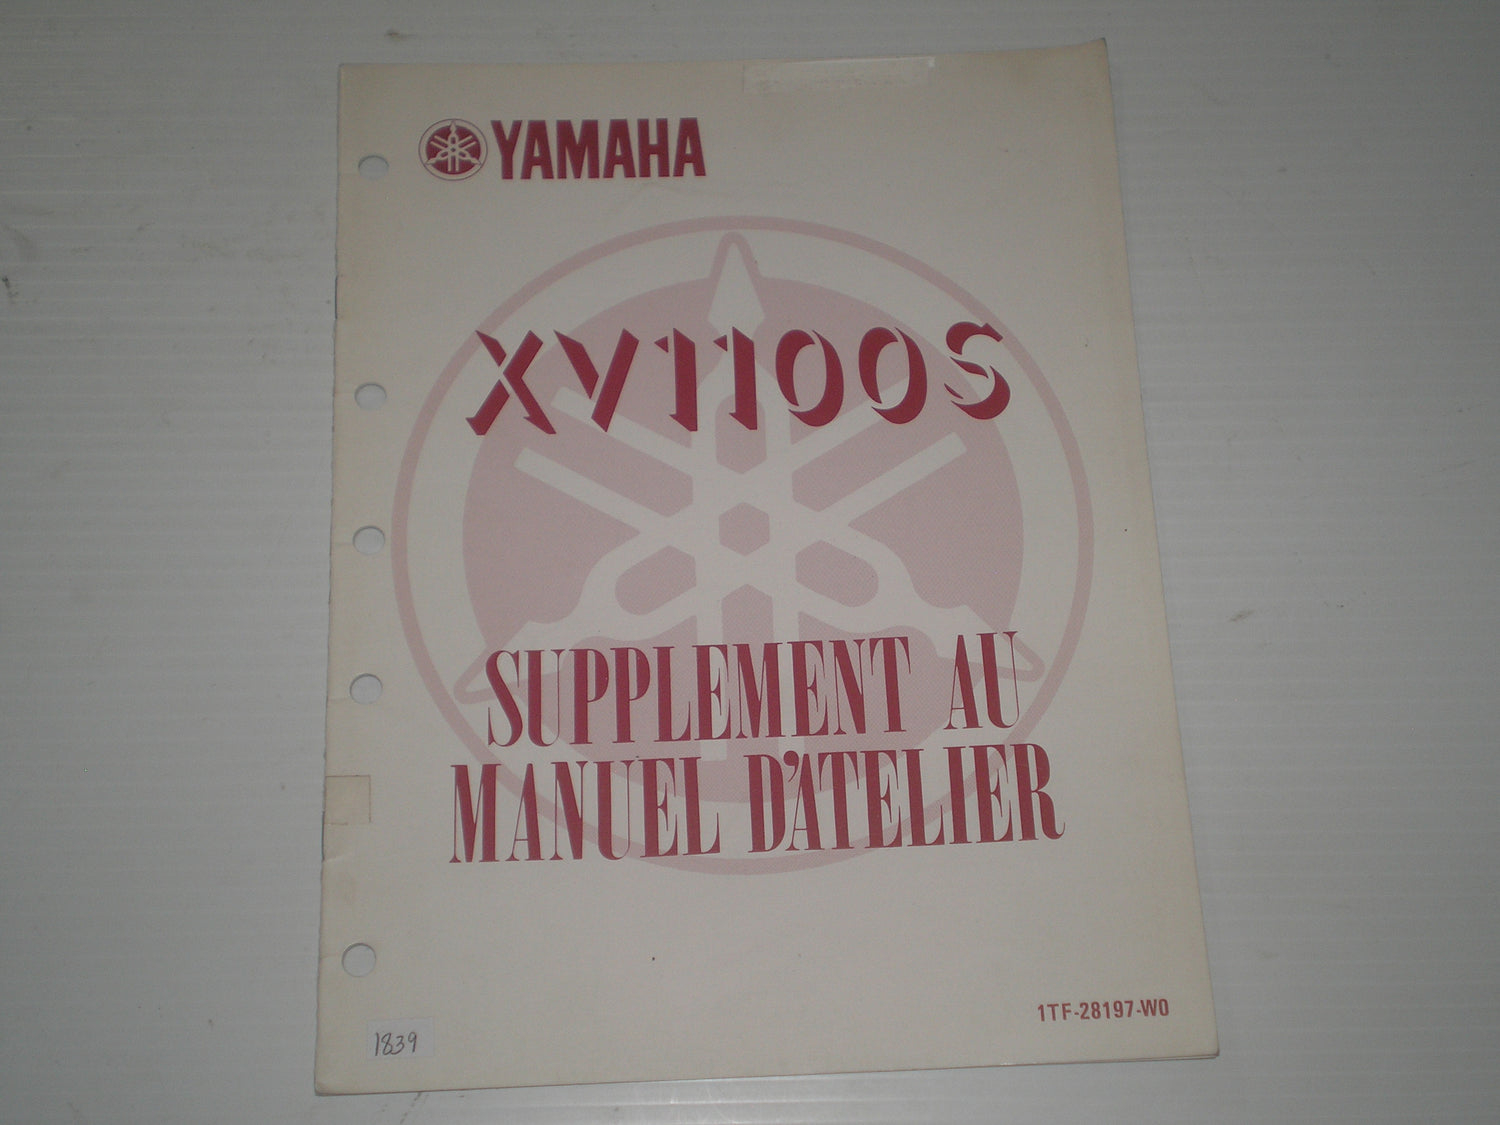 YAMAHA
XV1100S
SUPPLEMENT AU
MANUEL D'ATELIER
1TF-28197-W0
1839